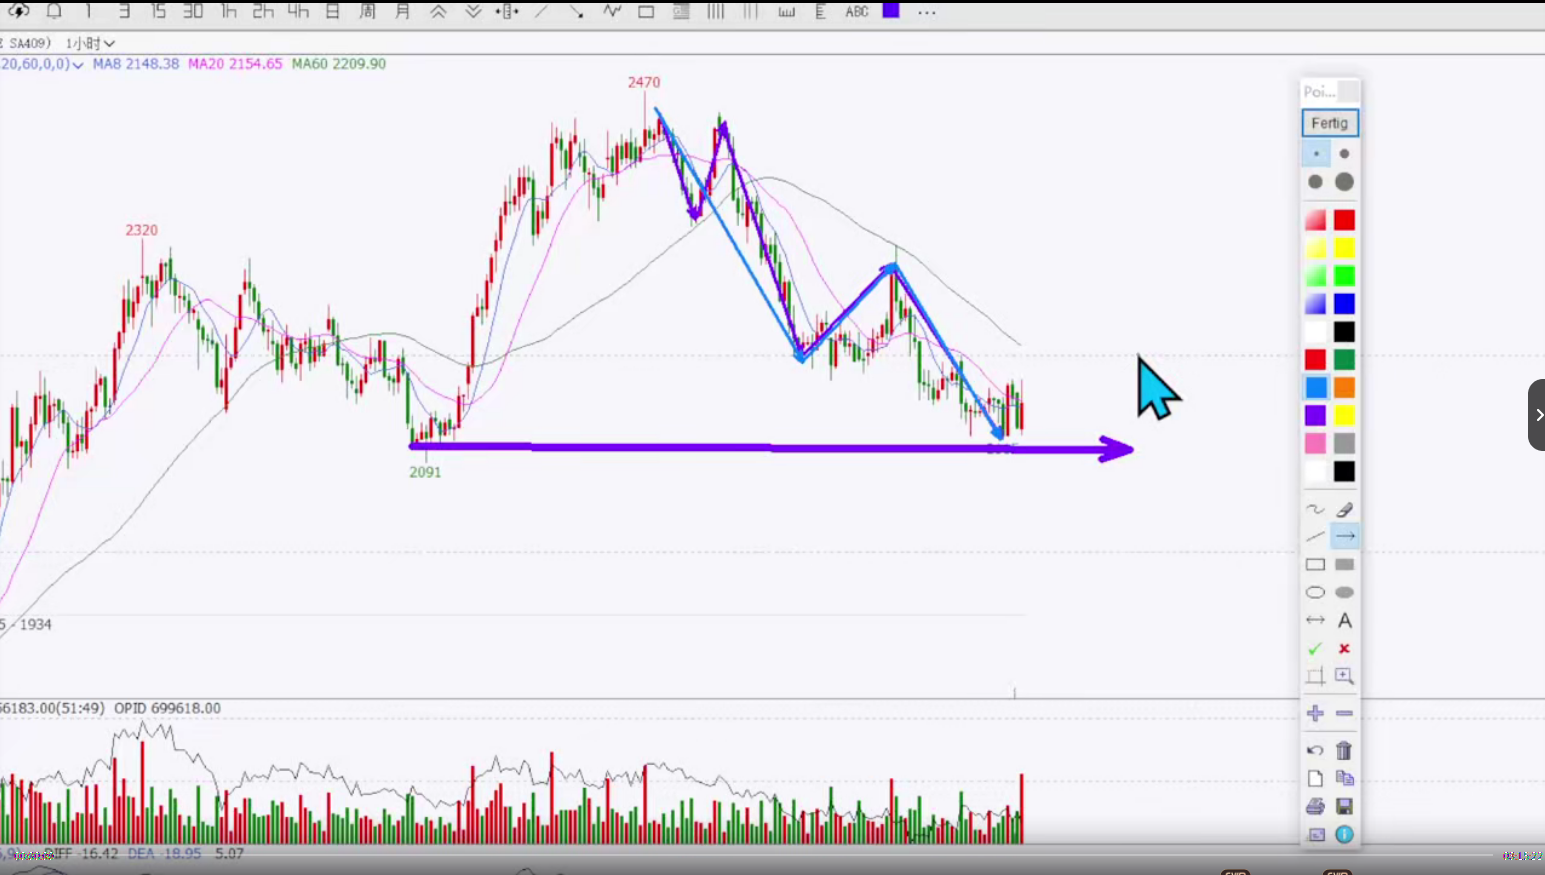 1 3 15 30 1h 2h 4h 日 周 月 ABC ...
SA409) 1小时
20,60,0,0) MA8 2148.38 MA20 2154.65 MA60 2209.90
2470
Poi...
Fertig
2320
2091
5 - 1934
A
66183.00(51:49) OPID 699618.00
DIFF -16.42 DEA -18.95 5.07